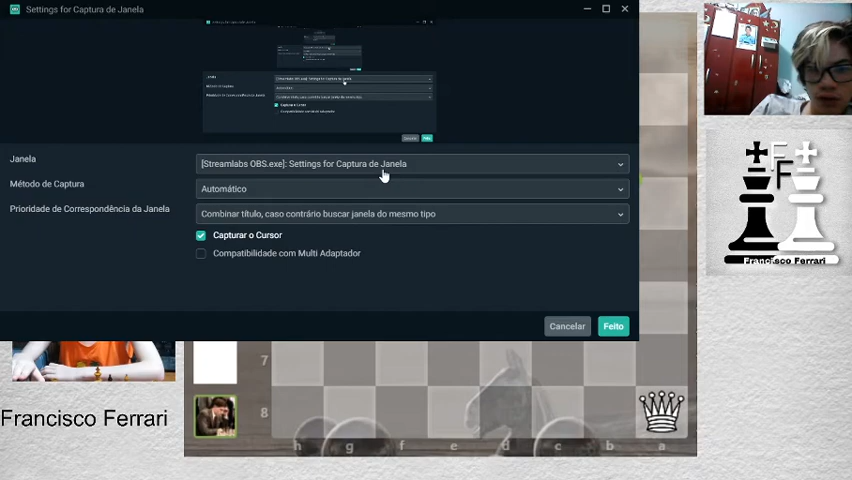 Settings for Captura de Janela
Janela
[Streamlabs OBS.exe]: Settings for Captura de Janela
Método de Captura
Automático
Prioridade de Correspondência da Janela
Combinar título, caso contrário buscar janela do mesmo tipo
Capturar o Cursor
Compatibilidade com Multi Adaptador
Cancelar
Feito
F
F
Francisco Ferrari
Francisco Ferrari
7
8
h
g
f
e
d
c
b
a